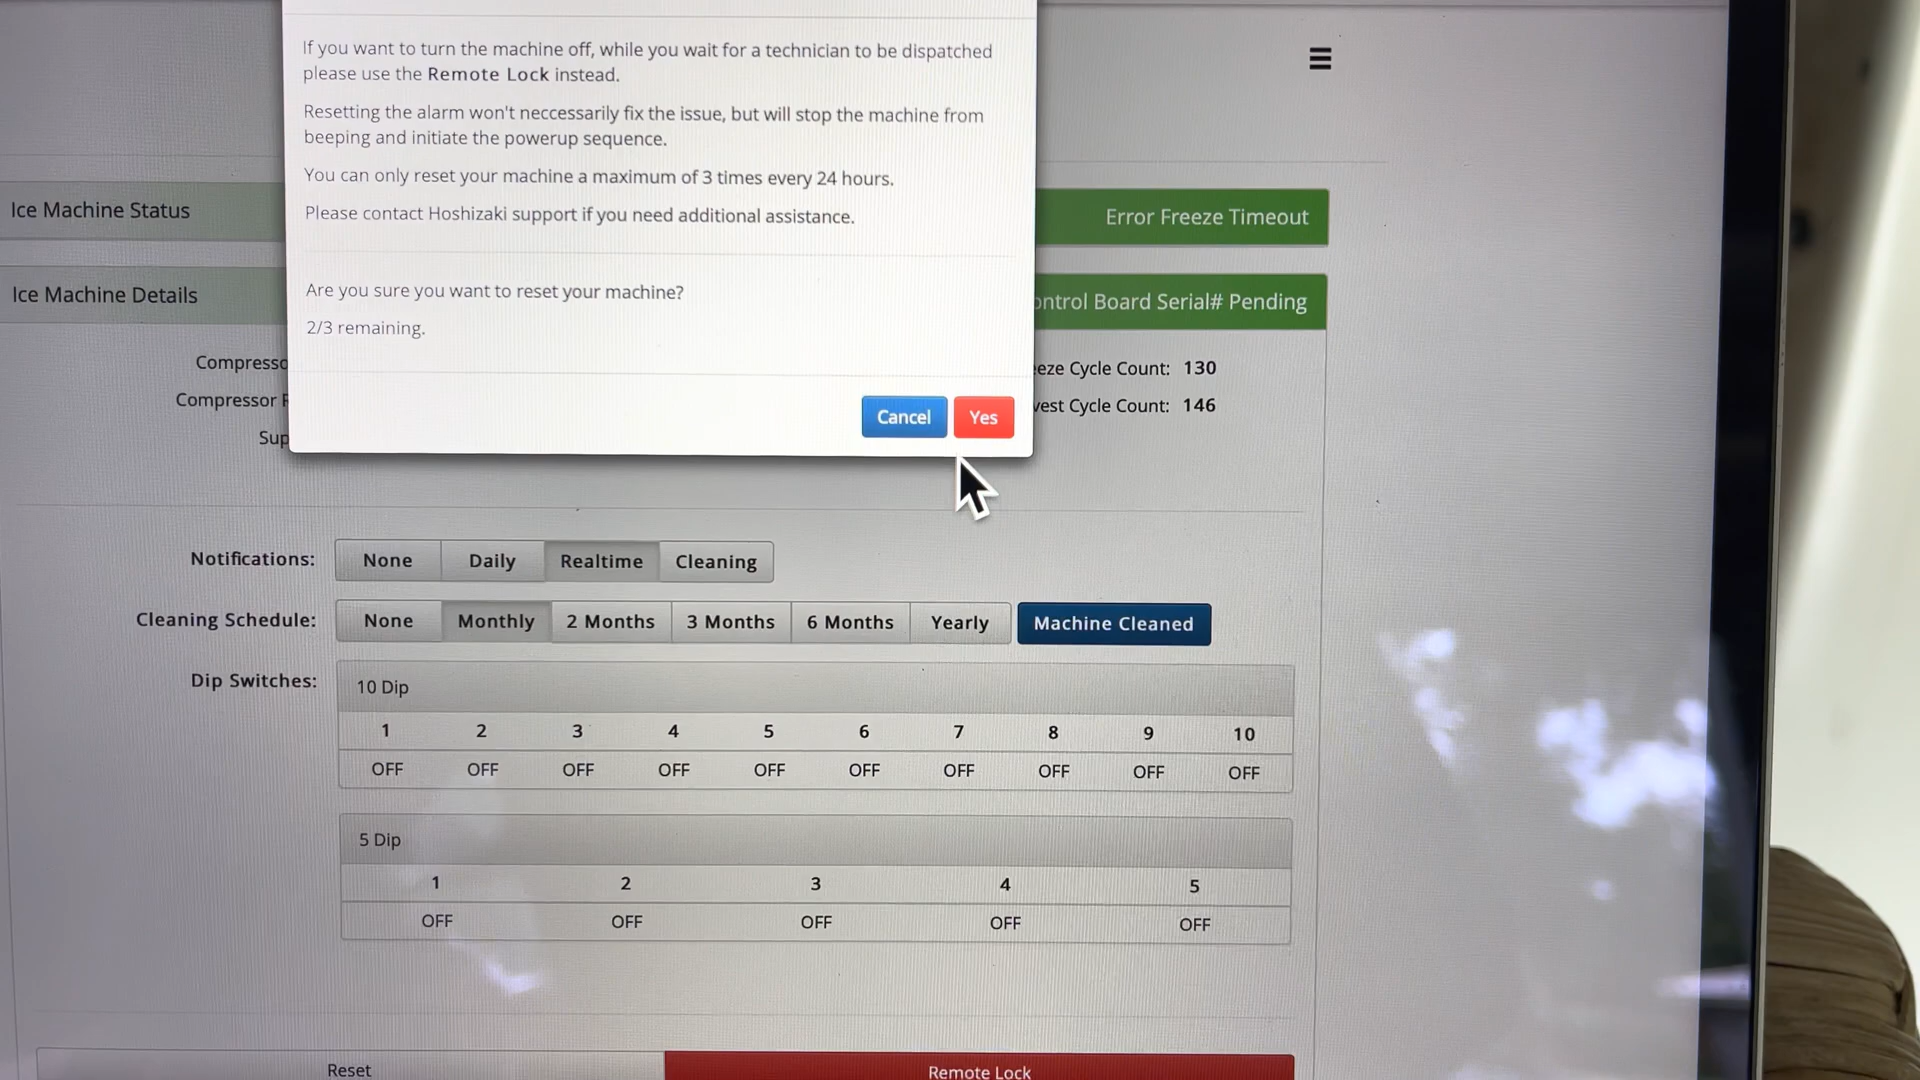 If you want to turn the machine off, while you wait for a technician to be dispatched
please use the Remote Lock instead.
Resetting the alarm won't neccessarily fix the issue, but will stop the machine from
beeping and initiate the powerup sequence.
You can only reset your machine a maximum of 3 times every 24 hours.
Please contact Hoshizaki support if you need additional assistance.
Are you sure you want to reset your machine?
2/3 remaining.
Cancel Yes
Ice Machine Status Error Freeze Timeout
Ice Machine Details ontrol Board Serial# Pending
Compresso eze Cycle Count: 130
Compressor vest Cycle Count: 146
Sup
Notifications: None Daily Realtime Cleaning
Cleaning Schedule: None Monthly 2 Months 3 Months 6 Months Yearly Machine Cleaned
Dip Switches: 10 Dip
1 2 3 4 5 6 7 8 9 10
OFF OFF OFF OFF OFF OFF OFF OFF OFF OFF
5 Dip
1 2 3 4 5
OFF OFF OFF OFF OFF
Reset Remote Lock